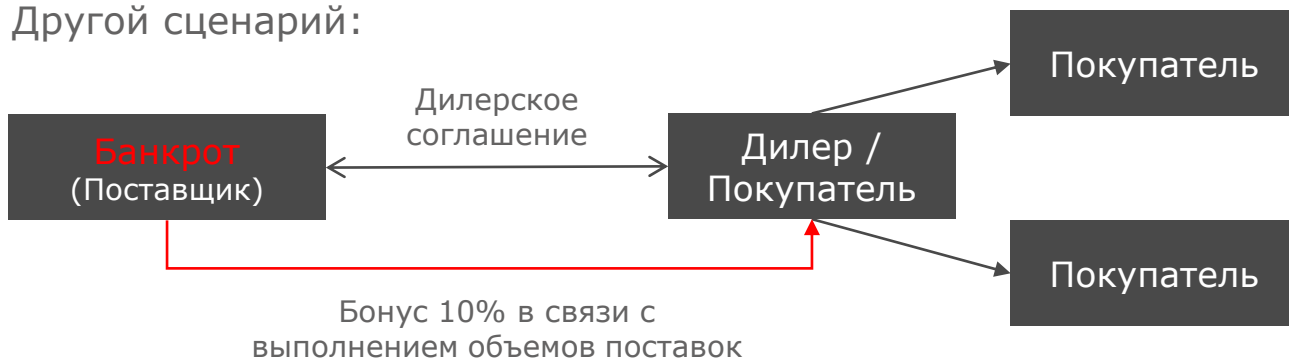 Другой сценарий:
Покупатель
Дилерское
соглашение
Банкрот
(Поставщик)
Дилер /
Покупатель
Покупатель
Бонус 10% в связи с
выполнением объемов поставок